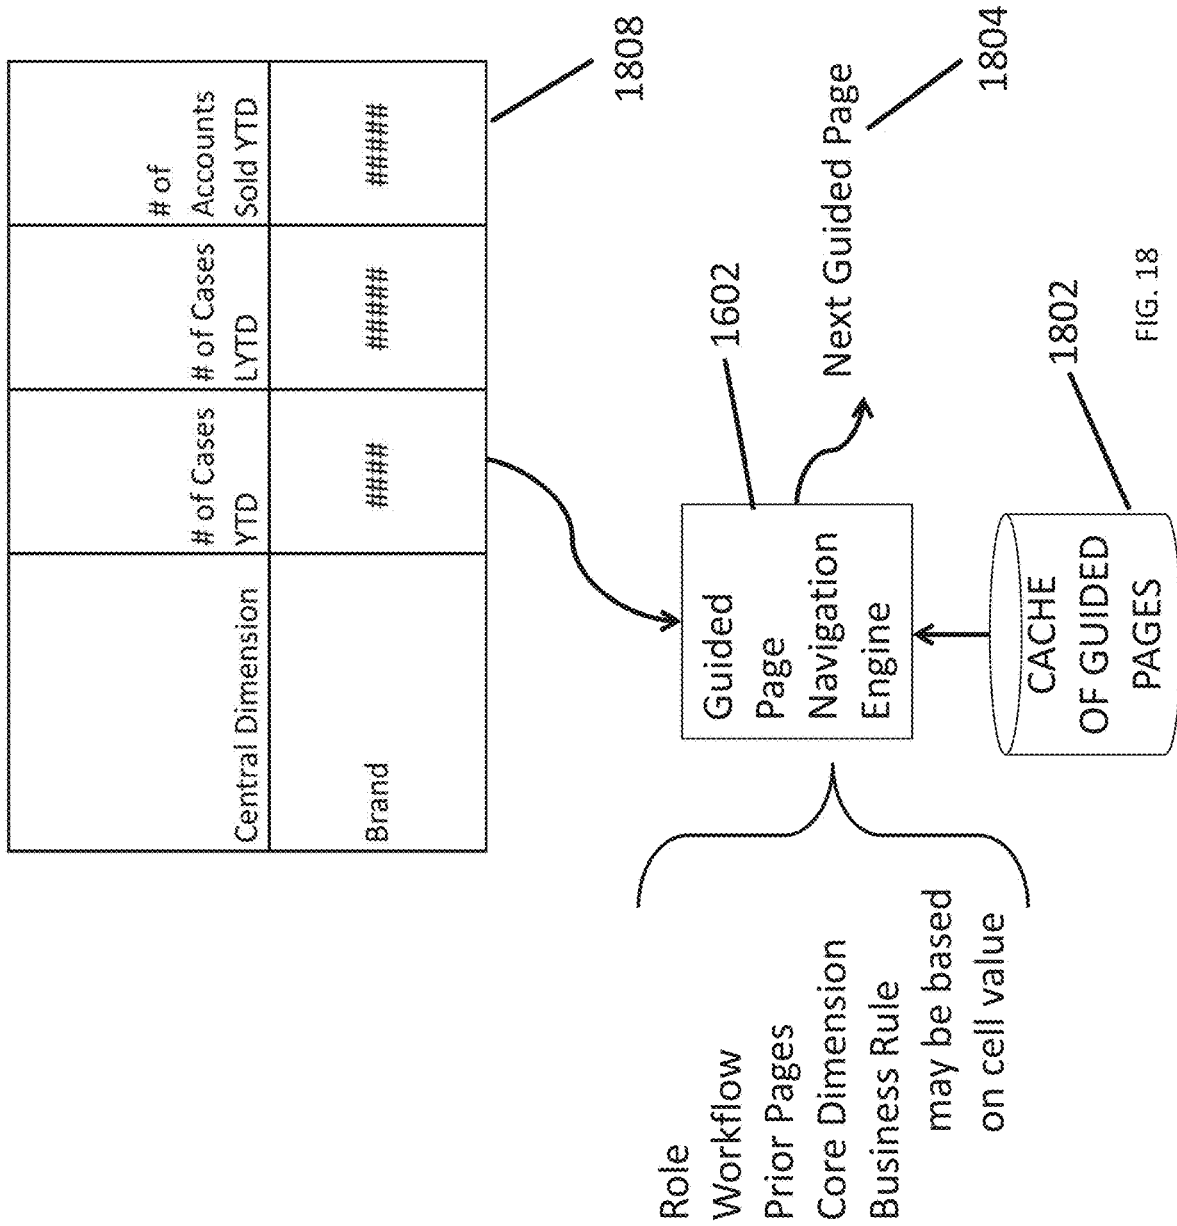 Central Dimension
# of Cases
YTD
# of Cases
LYTD
# of
Accounts
Sold YTD
Brand
####
#####
#####
1808
Role
Workflow
Prior Pages
Core Dimension
Business Rule
may be based
on cell value
Guided
Page
Navigation
Engine
1602
Next Guided Page
1804
CACHE
OF GUIDED
PAGES
1802
FIG. 18